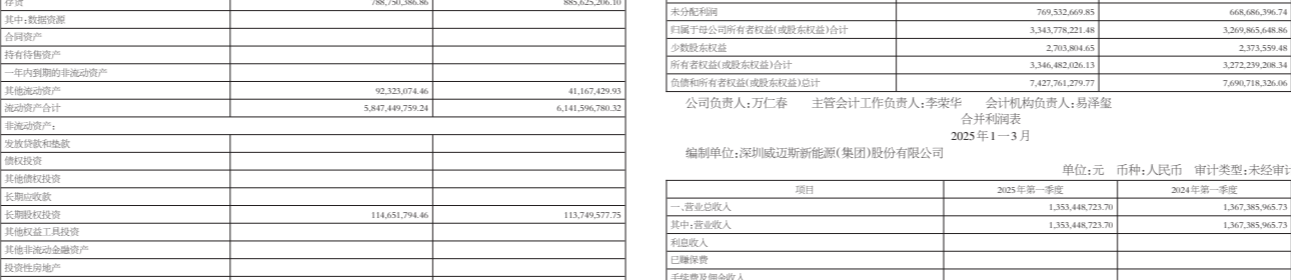 存货 788,750,386.86 885,625,206.10
其中:数据资源
合同资产
持有待售资产
一年内到期的非流动资产
其他流动资产 92,323,074.46 41,167,429.93
流动资产合计 5,847,449,759.24 6,141,596,780.32
非流动资产:
发放贷款和垫款
债权投资
其他债权投资
长期应收款
长期股权投资 114,651,794.46 113,749,577.75
其他权益工具投资
其他非流动金融资产
投资性房地产
未分配利润 769,532,669.85 668,686,396.74
归属于母公司所有者权益(或股东权益)合计 3,343,778,221.48 3,269,865,648.86
少数股东权益 2,703,804.65 2,373,559.48
所有者权益(或股东权益)合计 3,346,482,026.13 3,272,239,208.34
负债和所有者权益(或股东权益)总计 7,427,761,279.77 7,690,718,326.06
公司负责人:万仁春 主管会计工作负责人:李荣华 会计机构负责人:易泽玺
合并利润表
2025年1—3月
编制单位:深圳威迈斯新能源(集团)股份有限公司
单位:元 币种:人民币 审计类型:未经审计
项目 2025年第一季度 2024年第一季度
一、营业总收入 1,353,448,723.70 1,367,385,965.73
其中:营业收入 1,353,448,723.70 1,367,385,965.73
利息收入
已赚保费
手续费及佣金收入